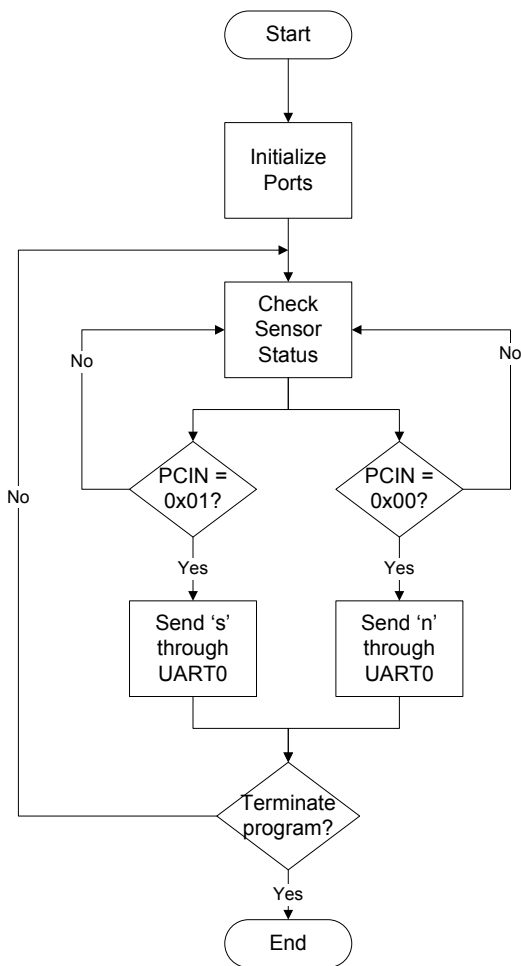 Start
Initialize
Ports
Check
Sensor
Status
No
No
PCIN =
0x01?
PCIN =
0x00?
No
Yes
Yes
Send ‘s’
through
UART0
Send ‘n’
through
UART0
Terminate
program?
Yes
End